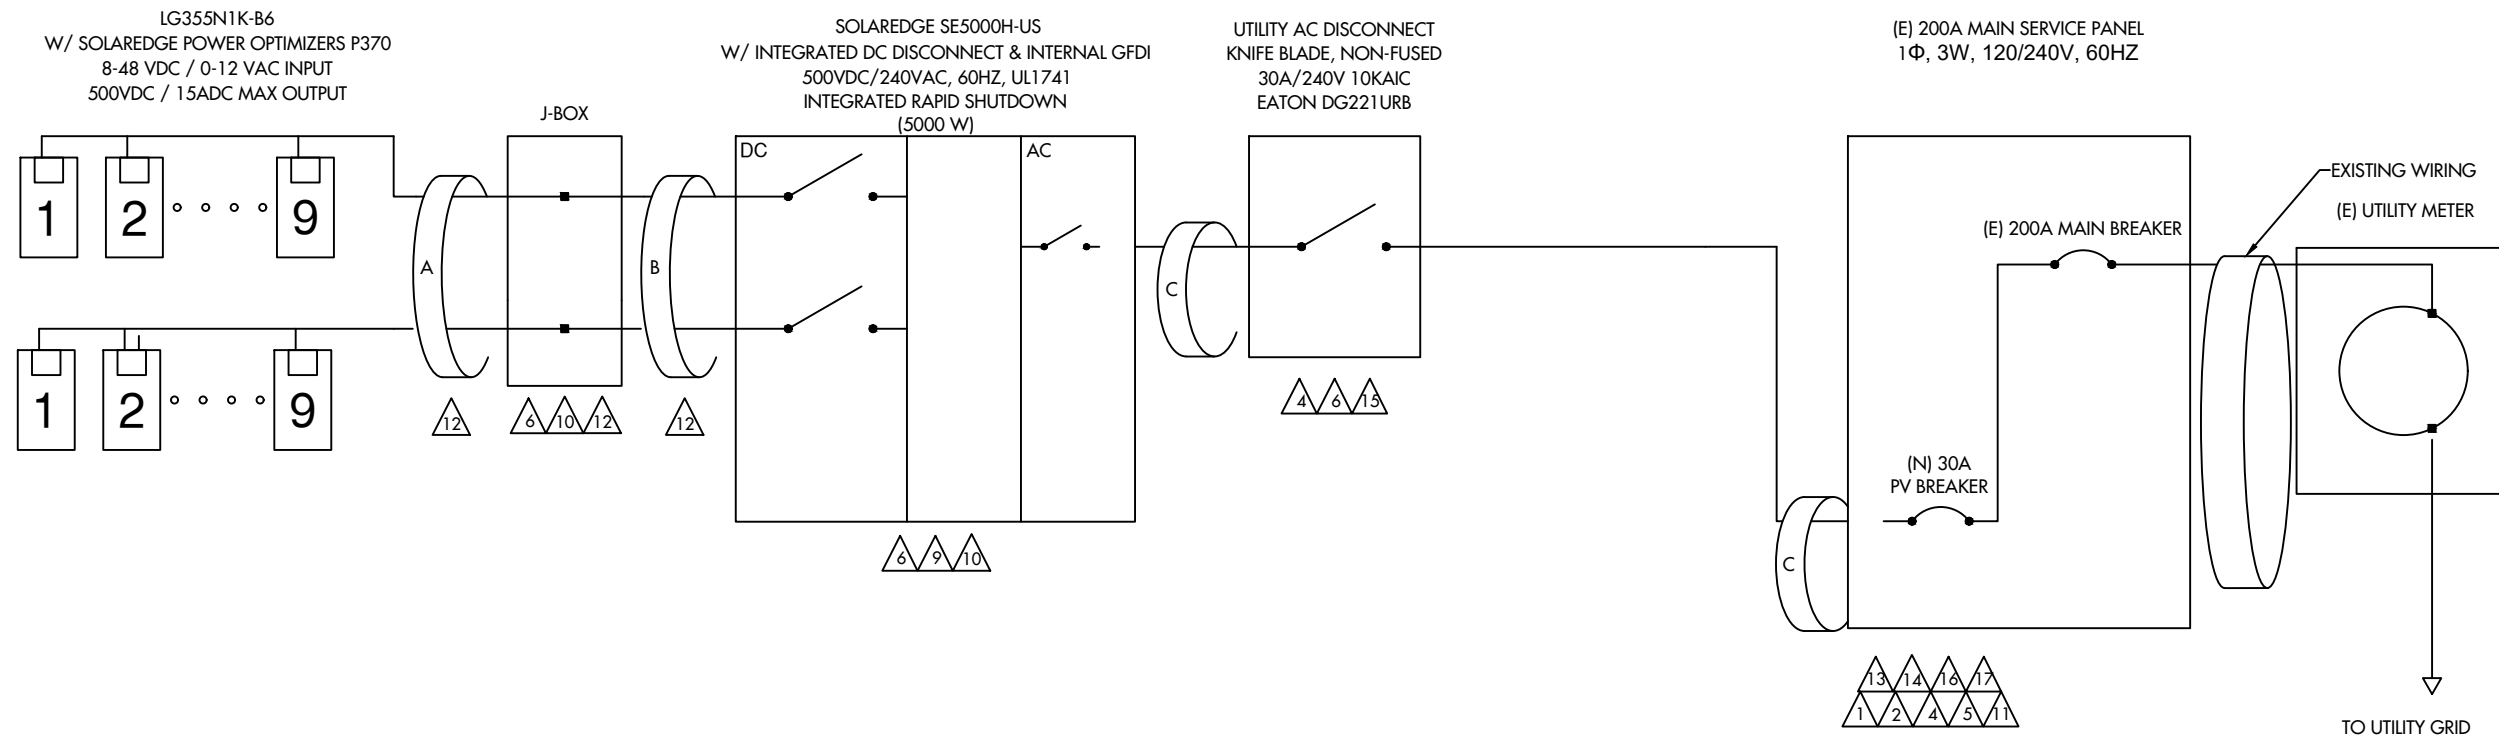 LG355N1K-B6
W/ SOLAREDGE POWER OPTIMIZERS P370
8-48 VDC / 0-12 VAC INPUT
500VDC / 15ADC MAX OUTPUT
J-BOX
SOLAREDGE SE5000H-US
W/ INTEGRATED DC DISCONNECT & INTERNAL GFDI
500VDC/240VAC, 60HZ, UL1741
INTEGRATED RAPID SHUTDOWN
(5000 W)
UTILITY AC DISCONNECT
KNIFE BLADE, NON-FUSED
30A/240V 10KAIC
EATON DG221URB
(E) 200A MAIN SERVICE PANEL
1Φ, 3W, 120/240V, 60HZ
DC
AC
1 2 9
A
B
C
EXISTING WIRING
(E) UTILITY METER
(E) 200A MAIN BREAKER
1 2 9
12
6 10 12
12
4 6 15
(N) 30A
PV BREAKER
6 9 10
C
13 14 16 17
1 2 4 5 11
TO UTILITY GRID